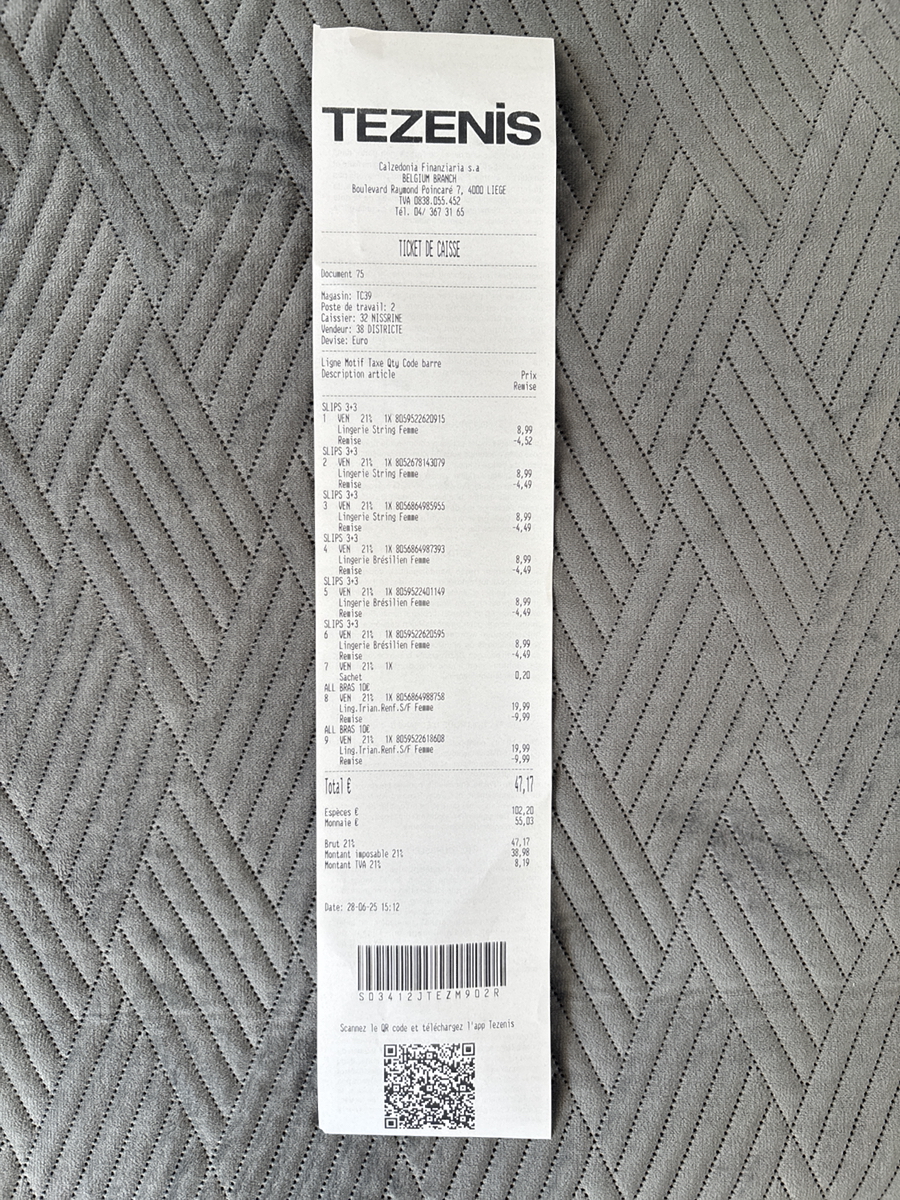 TEZENIS
Calzedonia Finanziaria s.a
BELGIUM BRANCH
Boulevard Raymond Poincaré 7, 4000 LIEGE
TVA 0838.055.452
Tél. 04/ 367 31 65
TICKET DE CAISSE
Document 75
Magasin: TC39
Poste de travail: 2
Caissier: 32 NISSRINE
Vendeur: 38 DISTRICTE
Devise: Euro
Ligne Motif Taxe Qty Code barre
Description article Prix
Remise
SLIPS 3+3
1 VEN 21% 1X 8059522620915
Lingerie String Femme 8,99
Remise -4,52
SLIPS 3+3
2 VEN 21% 1X 8052678143079
Lingerie String Femme 8,99
Remise -4,49
SLIPS 3+3
3 VEN 21% 1X 8056864985955
Lingerie String Femme 8,99
Remise -4,49
SLIPS 3+3
4 VEN 21% 1X 8056864987393
Lingerie Brésilien Femme 8,99
Remise -4,49
SLIPS 3+3
5 VEN 21% 1X 8059522401149
Lingerie Brésilien Femme 8,99
Remise -4,49
SLIPS 3+3
6 VEN 21% 1X 8059522620595
Lingerie Brésilien Femme 8,99
Remise -4,49
7 VEN 21% 1X
Sachet 0,20
ALL BRAS 10€
8 VEN 21% 1X 8056864988758
Ling.Trian.Renf.S/F Femme 19,99
Remise -9,99
ALL BRAS 10€
9 VEN 21% 1X 8059522618608
Ling.Trian.Renf.S/F Femme 19,99
Remise -9,99
Total € 47,17
Espèces € 102,20
Monnaie € 55,03
Brut 21% 47,17
Montant imposable 21% 38,98
Montant TVA 21% 8,19
Date: 28-06-25 15:12
S03412JTEZM902R
Scannez le QR code et téléchargez l'app Tezenis